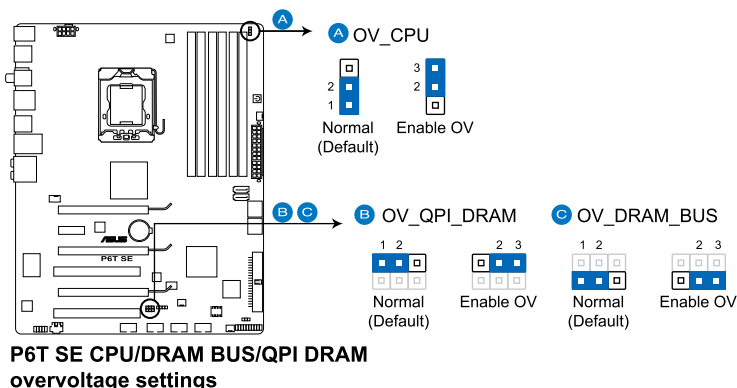 A
A OV_CPU
3
2 2
1
Normal Enable OV
(Default)
B C B OV_QPI_DRAM C OV_DRAM_BUS
1 2 2 3 1 2 2 3
/ISUS
P6T SE
Normal Enable OV Normal Enable OV
(Default) (Default)
P6T SE CPU/DRAM BUS/QPI DRAM
overvoltage settings